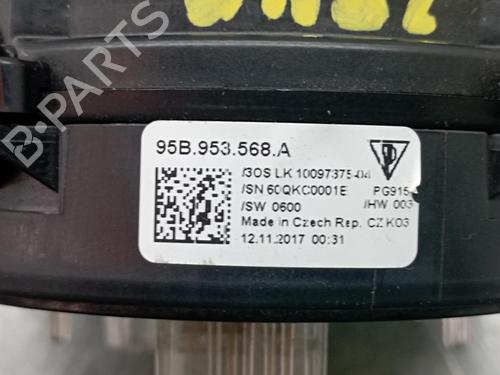 B-PARTS
95B.953.568.A
/3OS LK 10097375-04
/SN 60QKC0001E PG915
/SW 0600 /HW 003
Made in Czech Rep. CZ K03
12.11.2017 00:31